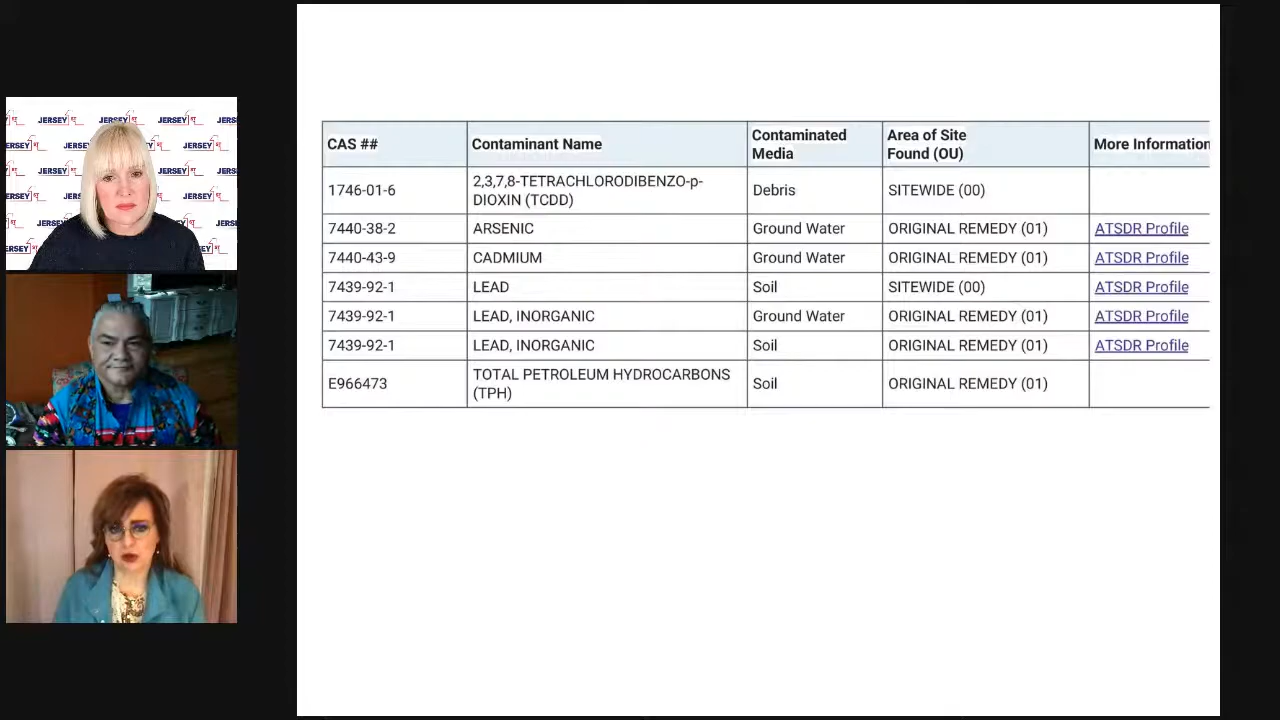 JERSEY 1st
CAS ## Contaminant Name Contaminated Media Area of Site Found (OU) More Information
1746-01-6 2,3,7,8-TETRACHLORODIBENZO-p-DIOXIN (TCDD) Debris SITEWIDE (00)
7440-38-2 ARSENIC Ground Water ORIGINAL REMEDY (01) ATSDR Profile
7440-43-9 CADMIUM Ground Water ORIGINAL REMEDY (01) ATSDR Profile
7439-92-1 LEAD Soil SITEWIDE (00) ATSDR Profile
7439-92-1 LEAD, INORGANIC Ground Water ORIGINAL REMEDY (01) ATSDR Profile
7439-92-1 LEAD, INORGANIC Soil ORIGINAL REMEDY (01) ATSDR Profile
E966473 TOTAL PETROLEUM HYDROCARBONS (TPH) Soil ORIGINAL REMEDY (01)